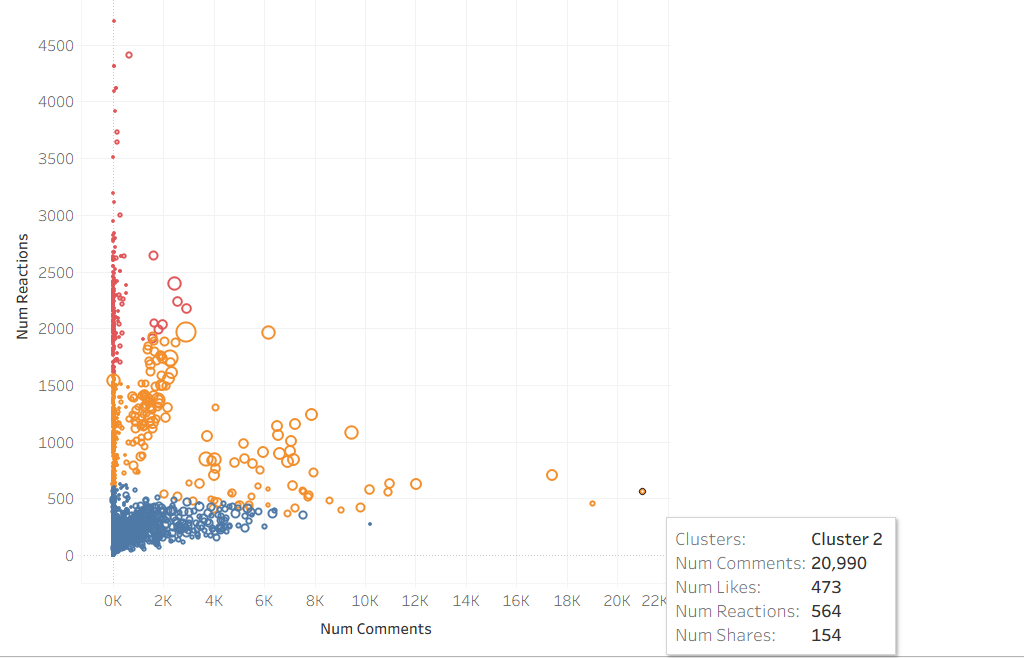 4500
4000
3500
3000
2500
2000
1500
1000
500
0
Num Reactions
0K 2K 4K 6K 8K 10K 12K 14K 16K 18K 20K 22K
Num Comments
Clusters: Cluster 2
Num Comments: 20,990
Num Likes: 473
Num Reactions: 564
Num Shares: 154